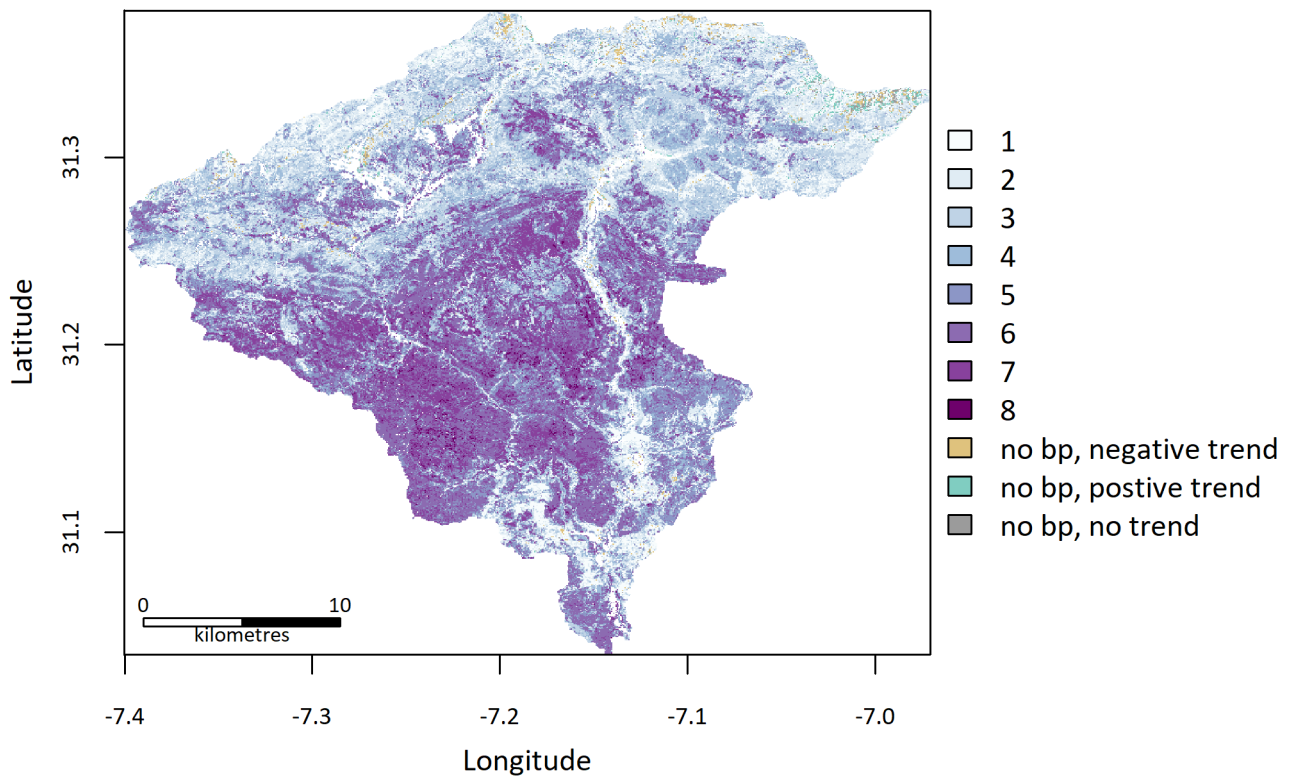 31.3
31.2
31.1
Latitude
0 10
kilometres
-7.4 -7.3 -7.2 -7.1 -7.0
Longitude
1
2
3
4
5
6
7
8
no bp, negative trend
no bp, postive trend
no bp, no trend